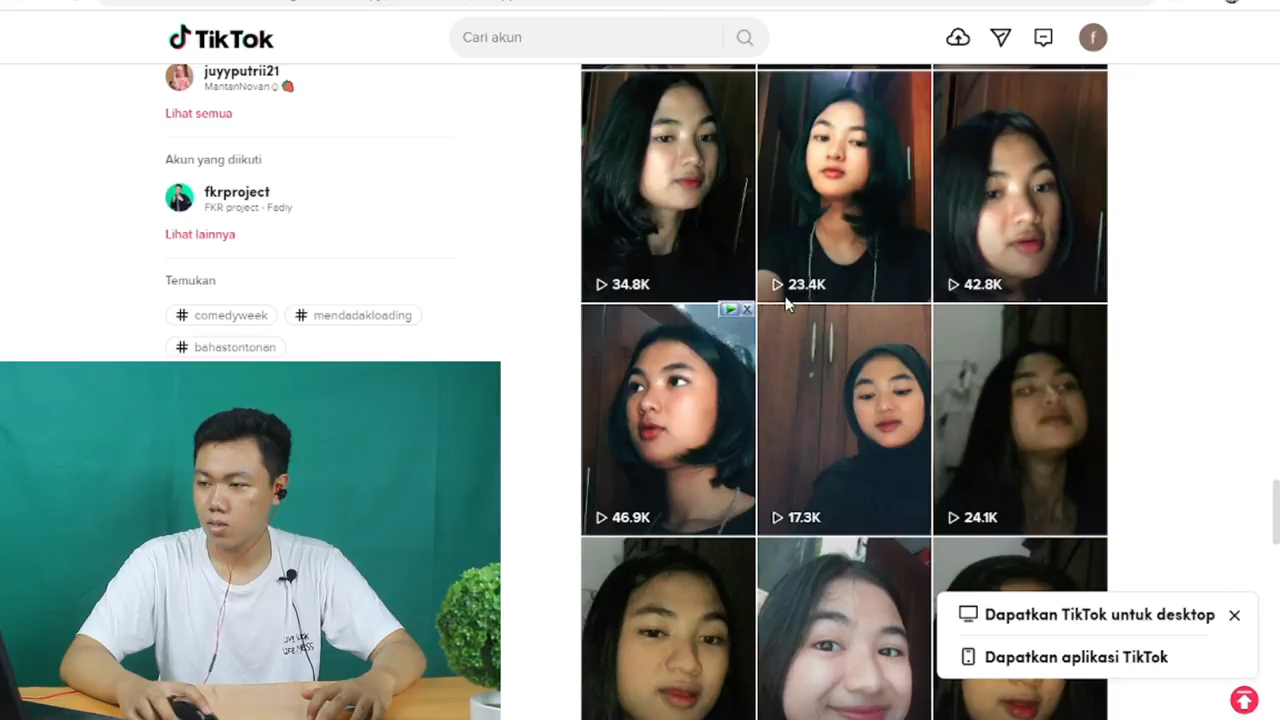 TikTok
Cari akun
f
juyyputrii21
MantanNovan
Lihat semua
Akun yang diikuti
fkrproject
FKR project - Fadly
Lihat lainnya
Temukan
# comedyweek
# mendadakloading
# bahastontonan
34.8K
23.4K
42.8K
X
46.9K
17.3K
24.1K
Dapatkan TikTok untuk desktop
Dapatkan aplikasi TikTok